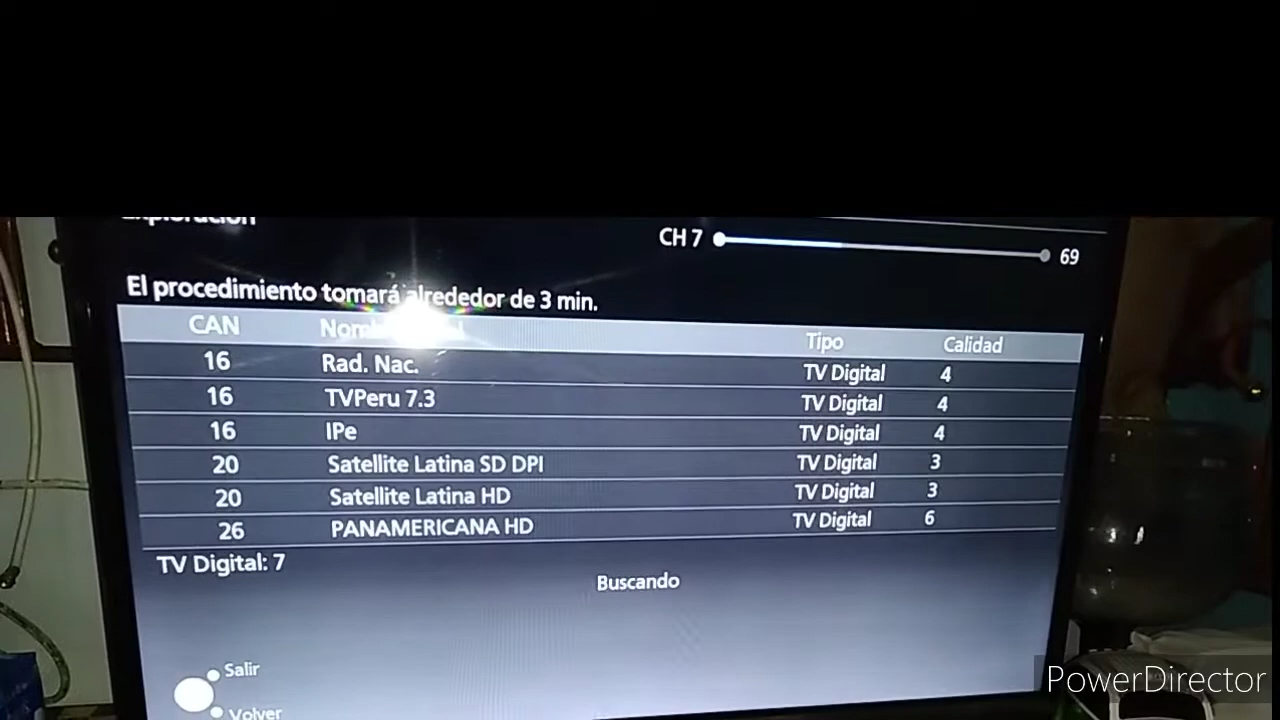 Exploración
CH 7 69
El procedimiento tomará alrededor de 3 min.
CAN Tipo Calidad
16 Rad. Nac. TV Digital 4
16 TVPeru 7.3 TV Digital 4
16 IPe TV Digital 4
20 Satellite Latina SD DPI TV Digital 3
20 Satellite Latina HD TV Digital 3
26 PANAMERICANA HD TV Digital 6
TV Digital: 7
Buscando
Salir
Volver
PowerDirector